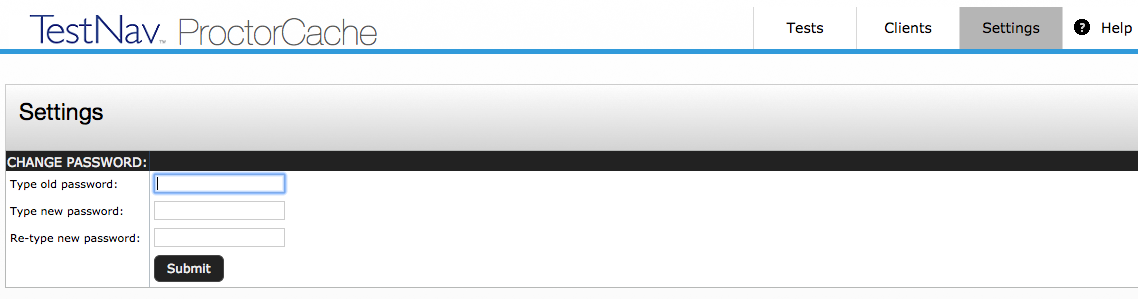 TestNav™ ProctorCache
Tests
Clients
Settings
? Help
Settings
CHANGE PASSWORD:
Type old password:
Type new password:
Re-type new password:
Submit